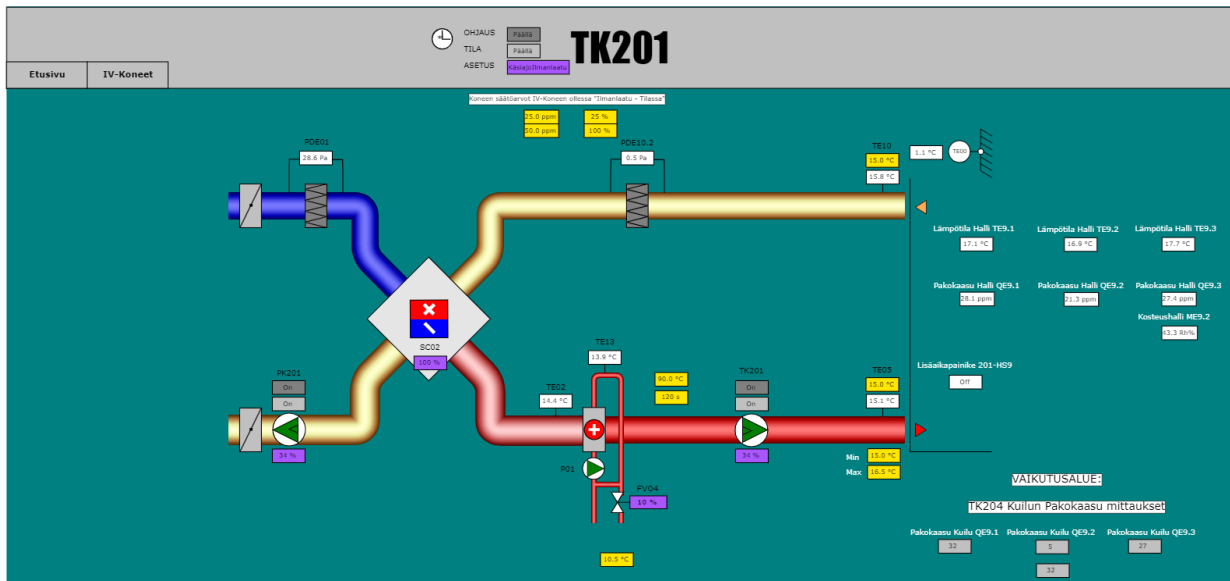 OHJAUS Päällä
TK201
TILA Päällä
ASETUS KäsiajoIlmanlaatu
Etusivu IV-Koneet
Koneen säätöarvot IV-Koneen ollessa "Ilmanlaatu - Tilassa"
25.0 ppm 25 %
50.0 ppm 100 %
PDE01 PDE10.2 TE10
28.6 Pa 0.5 Pa 15.0 °C 1.1 °C TE00
15.8 °C
Lämpötila Halli TE9.1 Lämpötila Halli TE9.2 Lämpötila Halli TE9.3
17.1 °C 16.9 °C 17.7 °C
Pakokaasu Halli QE9.1 Pakokaasu Halli QE9.2 Pakokaasu Halli QE9.3
28.1 ppm 21.3 ppm 27.4 ppm
Kosteushalli ME9.2
43.3 Rh%
SC02
100 %
TE13
13.9 °C
PK201 TK201 TE05
On On 15.0 °C
On On 15.1 °C
34 % 34 %
TE02
14.4 °C
90.0 °C
120 s
Lisäaikapainike 201-HS9
Off
Min 15.0 °C
Max 16.5 °C
P01
FV04
10 %
10.5 °C
VAIKUTUSALUE:
TK204 Kuilun Pakokaasu mittaukset
Pakokaasu Kuilu QE9.1 Pakokaasu Kuilu QE9.2 Pakokaasu Kuilu QE9.3
32 5 27
32